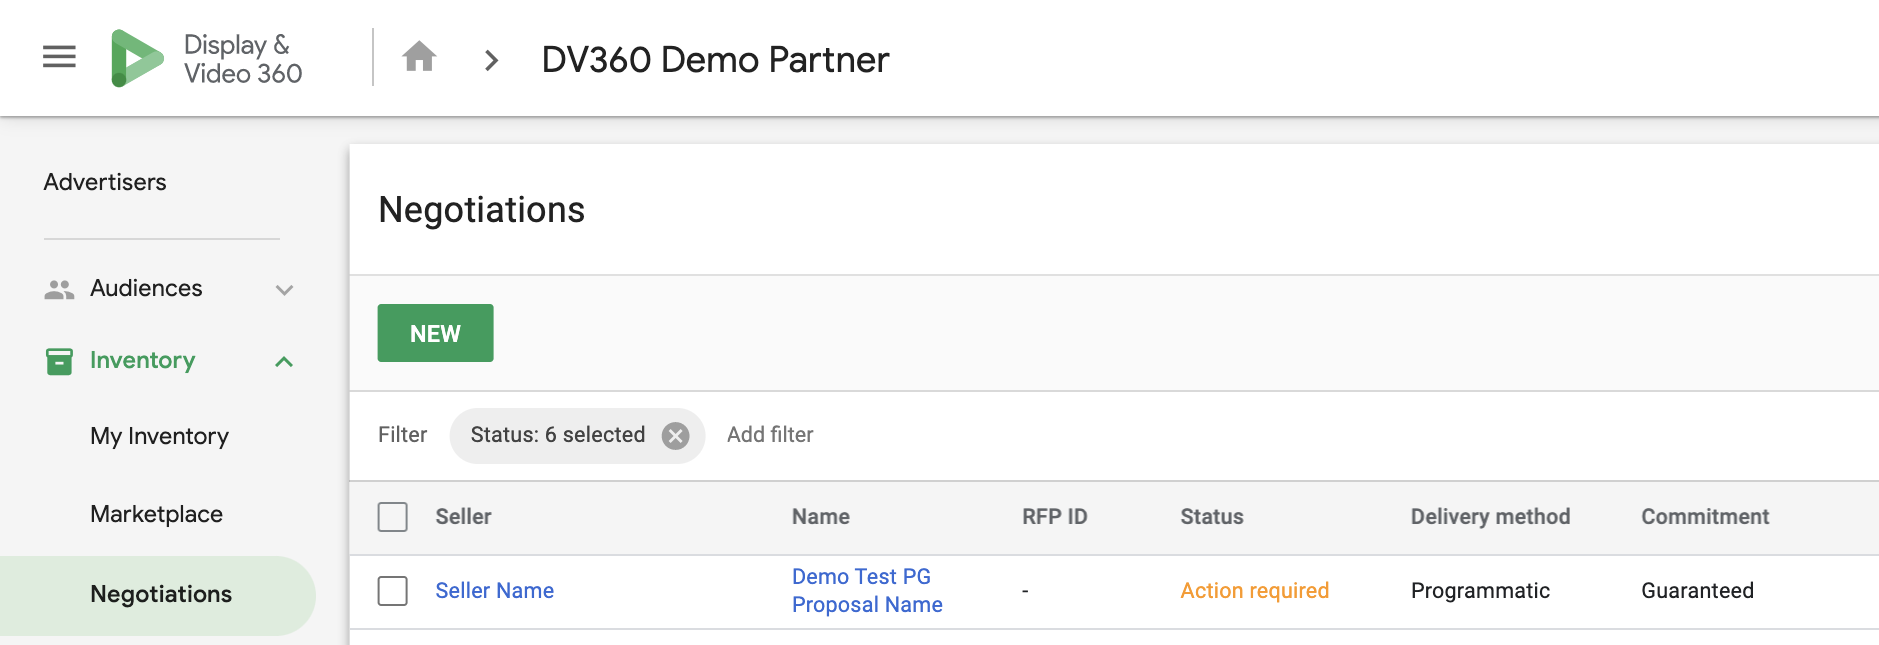 Display &
Video 360
DV360 Demo Partner
Advertisers
Audiences
Inventory
My Inventory
Marketplace
Negotiations
Negotiations
NEW
Filter Status: 6 selected Add filter
Seller Name RFP ID Status Delivery method Commitment
Seller Name Demo Test PG Proposal Name - Action required Programmatic Guaranteed